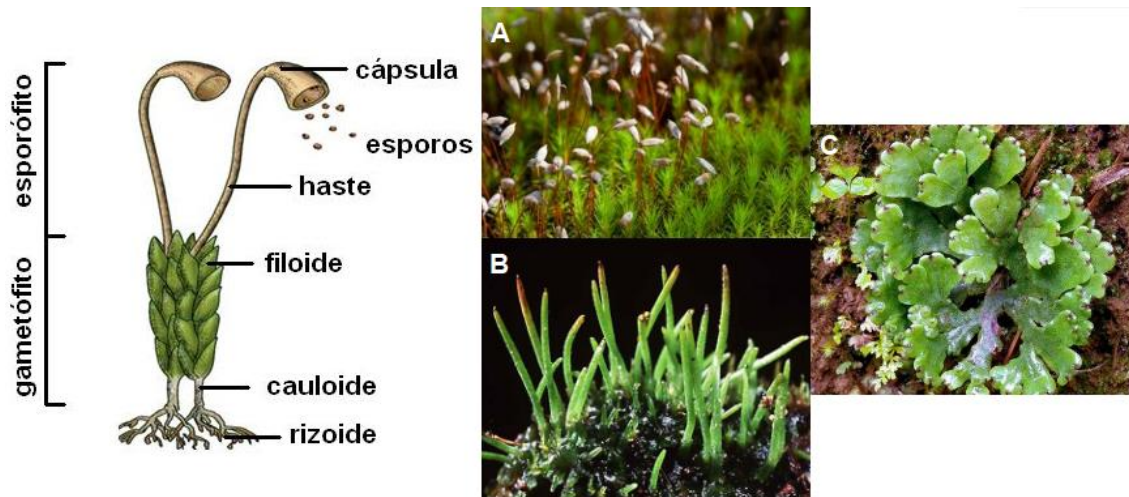 esporófito
gametófito
cápsula
esporos
haste
filoide
cauloide
rizoide
A
B
C